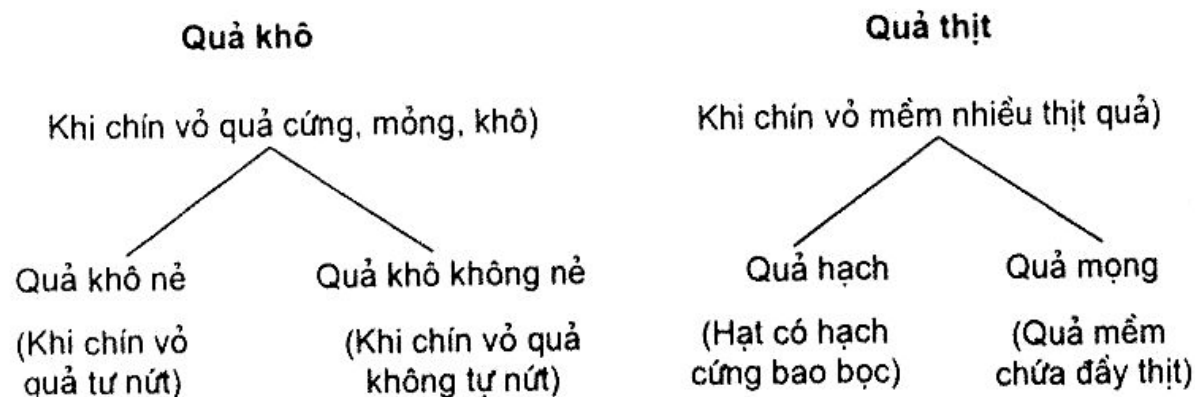 Quả khô
Khi chín vỏ quả cứng, mỏng, khô)
Quả khô nẻ
Quả khô không nẻ
(Khi chín vỏ
quả tự nứt)
(Khi chín vỏ quả
không tự nứt)
Quả thịt
Khi chín vỏ mềm nhiều thịt quả)
Quả hạch
Quả mọng
(Hạt có hạch
cứng bao bọc)
(Quả mềm
chứa đầy thịt)